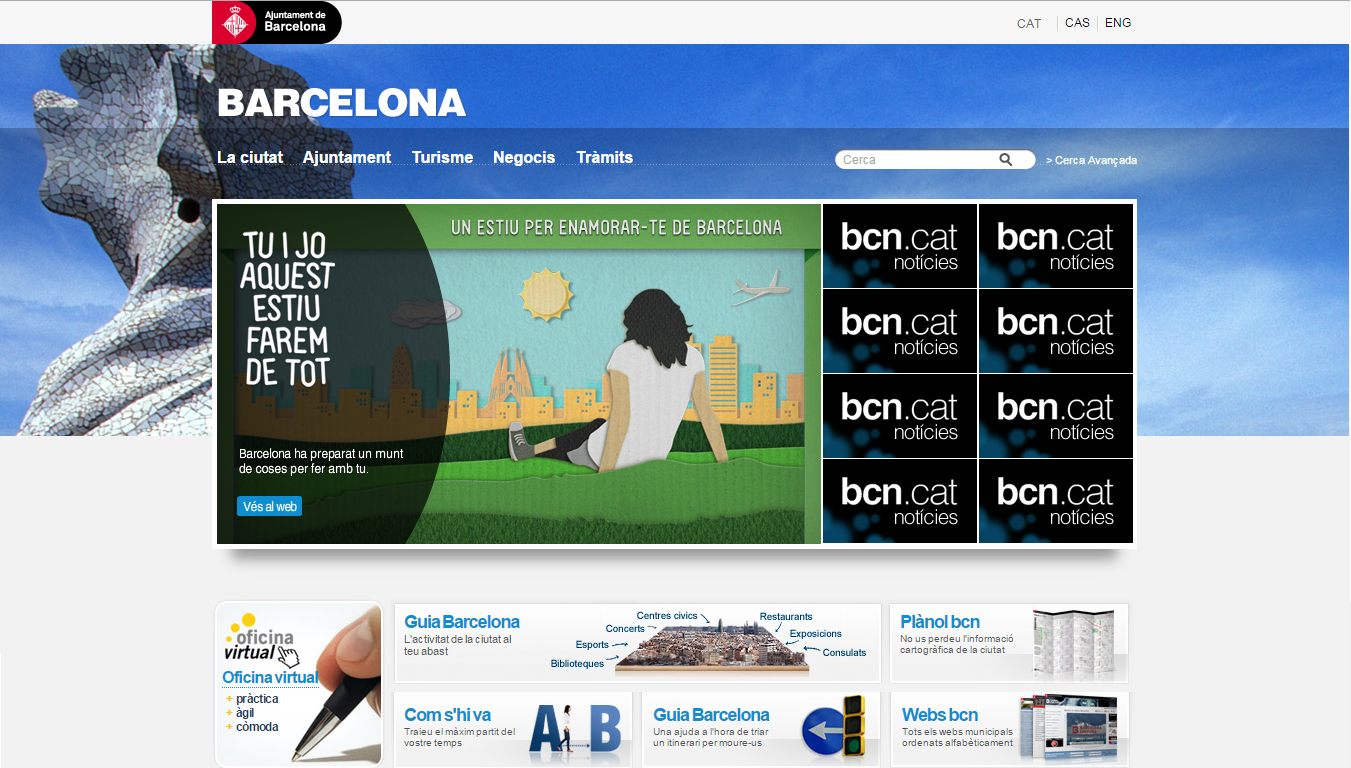 Ajuntament de
Barcelona
CAT CAS ENG
BARCELONA
La ciutat Ajuntament Turisme Negocis Tràmits
Cerca
> Cerca Avançada
UN ESTIU PER ENAMORAR-TE DE BARCELONA
TU I JO
AQUEST
ESTIU
FAREM
DE TOT
Barcelona ha preparat un munt
de coses per fer amb tu.
Vés al web
bcn.cat
notícies
bcn.cat
notícies
bcn.cat
notícies
bcn.cat
notícies
bcn.cat
notícies
bcn.cat
notícies
bcn.cat
notícies
bcn.cat
notícies
oficina
virtual
Oficina virtual
+ pràctica
+ àgil
+ còmoda
Guia Barcelona
L'activitat de la ciutat al
teu abast
Centres civics
Concerts
Esports
Biblioteques
Restaurants
Exposicions
Consulats
Plànol bcn
No us perdeu l'informació
cartogràfica de la ciutat
Com s'hi va
Traieu el màxim partit del
vostre temps
A B
Guia Barcelona
Una ajuda a l'hora de triar
un itinerari per moure-us
Webs bcn
Tots els webs municipals
ordenats alfabèticament